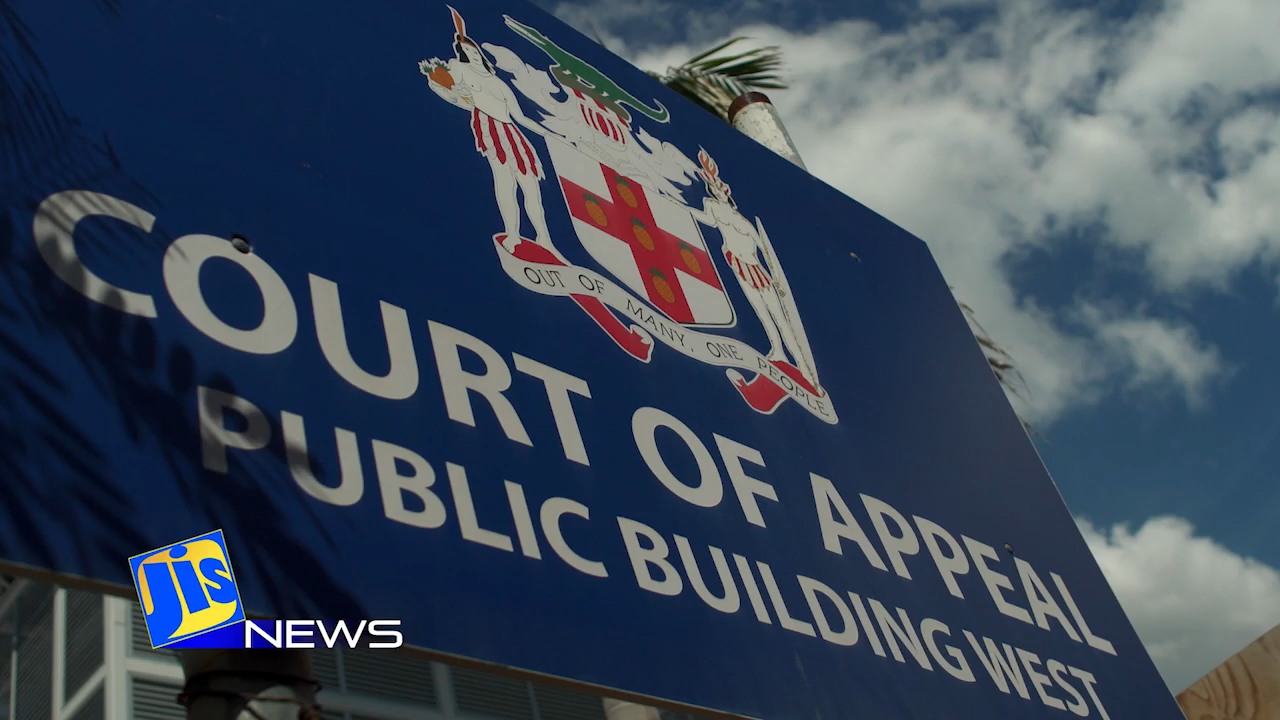 OUT OF MANY, ONE PEOPLE
COURT OF APPEAL
PUBLIC BUILDING WEST
JIS
NEWS